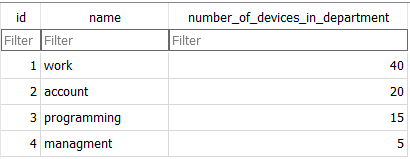 id name number_of_devices_in_department
Filter Filter Filter
1 work 40
2 account 20
3 programming 15
4 managment 5